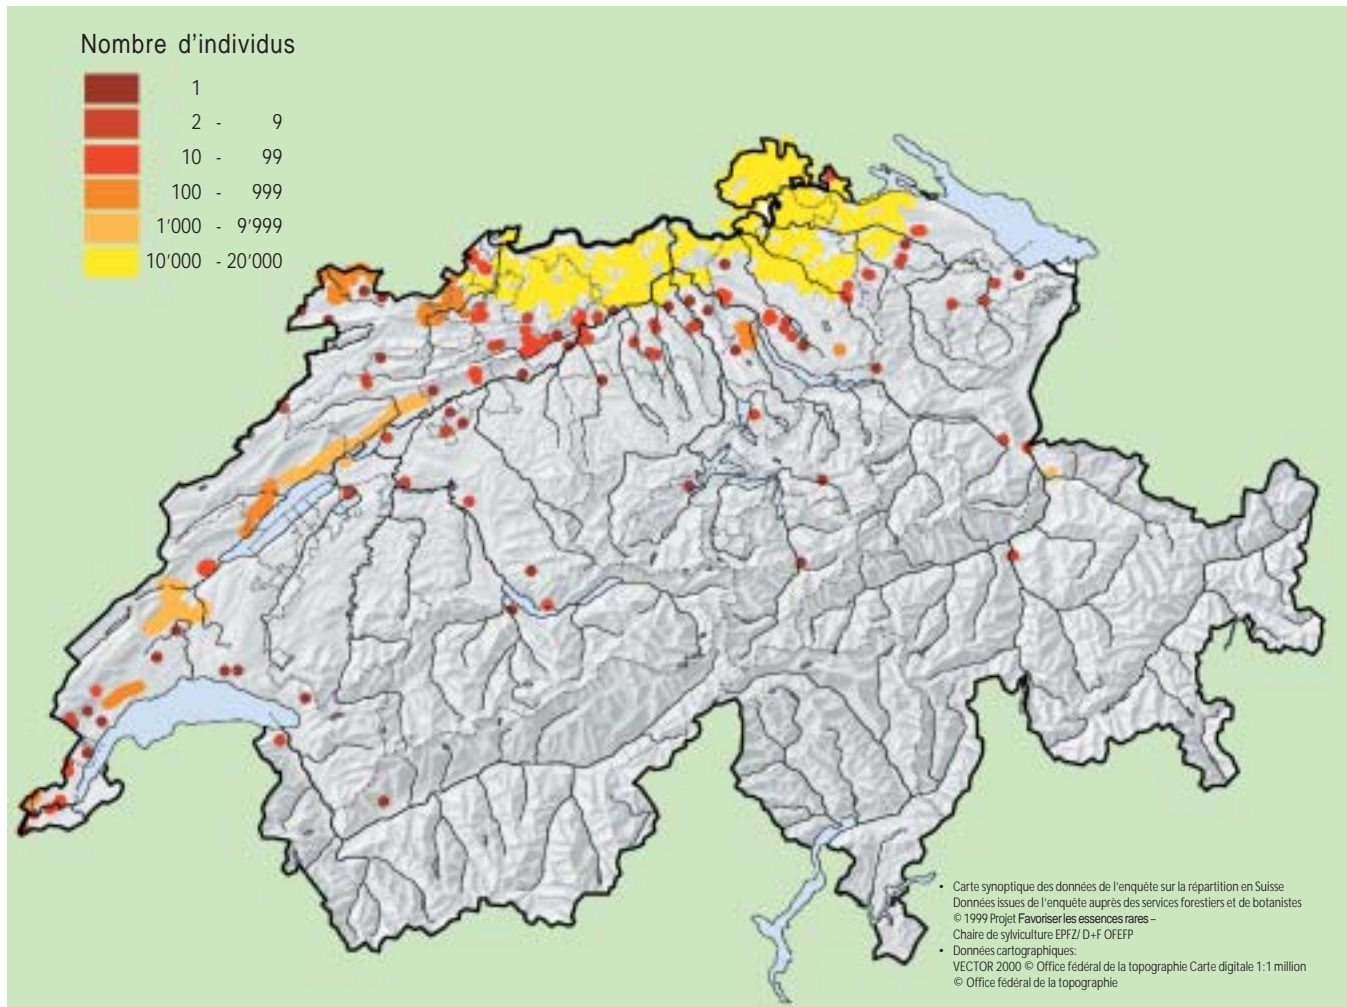 Nombre d'individus
1
2 - 9
10 - 99
100 - 999
1'000 - 9'999
10'000 - 20'000
• Carte synoptique des données de l'enquête sur la répartition en Suisse
Données issues de l'enquête auprès des services forestiers et de botanistes
© 1999 Projet Favoriser les essences rares –
Chaire de sylviculture EPFZ/ D+F OFEFP
• Données cartographiques:
VECTOR 2000 © Office fédéral de la topographie Carte digitale 1:1 million
© Office fédéral de la topographie